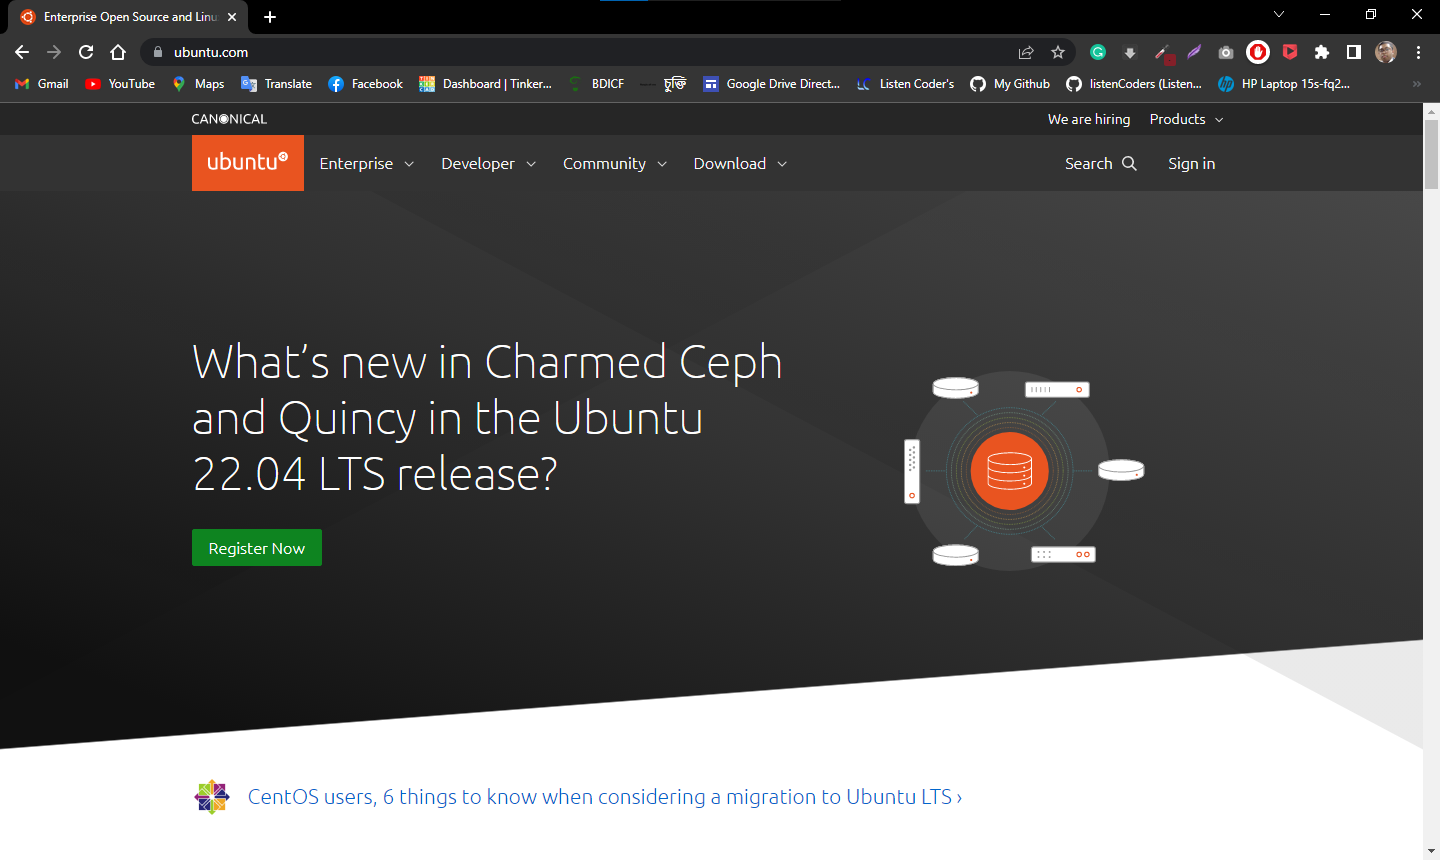 Enterprise Open Source and Linu
ubuntu.com
Gmail YouTube Maps Translate Facebook Dashboard | Tinker... BDICF চুক্তি Google Drive Direct... Listen Coder's My Github listenCoders (Listen... HP Laptop 15s-fq2...
CANONICAL We are hiring Products
ubuntu Enterprise Developer Community Download Search Sign in
What's new in Charmed Ceph
and Quincy in the Ubuntu
22.04 LTS release?
Register Now
CentOS users, 6 things to know when considering a migration to Ubuntu LTS ›